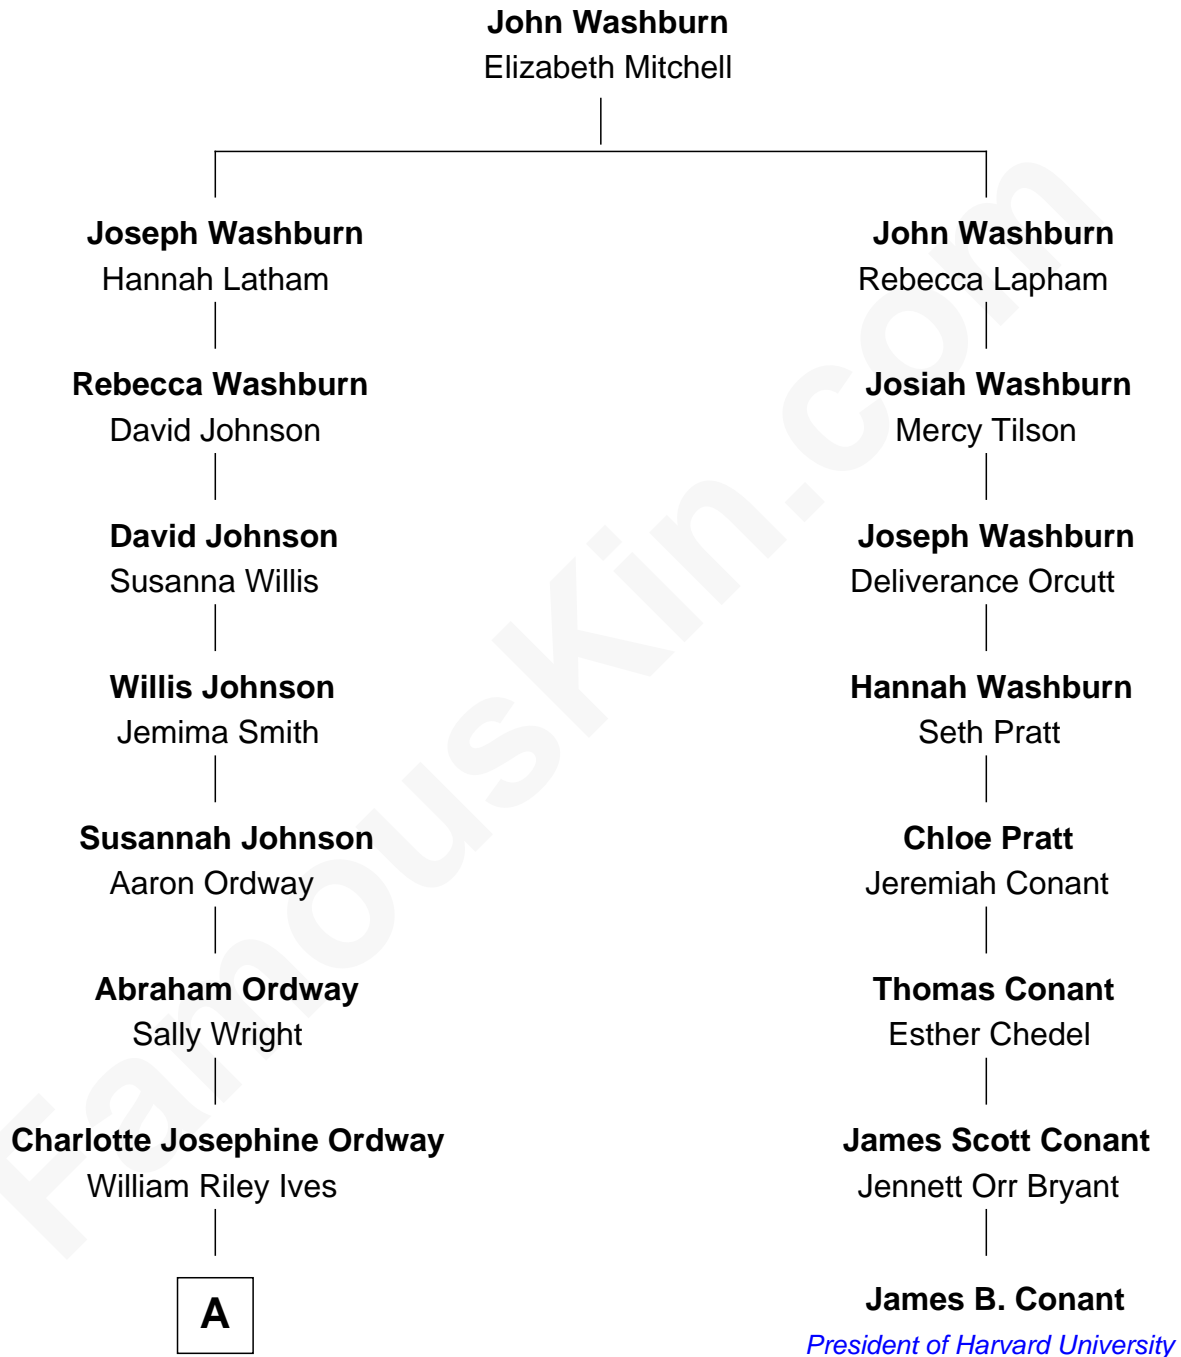 John Washburn
Elizabeth Mitchell
Joseph Washburn
Hannah Latham
John Washburn
Rebecca Lapham
Rebecca Washburn
David Johnson
Josiah Washburn
Mercy Tilson
David Johnson
Susanna Willis
Joseph Washburn
Deliverance Orcutt
Willis Johnson
Jemima Smith
Hannah Washburn
Seth Pratt
Susannah Johnson
Aaron Ordway
Chloe Pratt
Jeremiah Conant
Abraham Ordway
Sally Wright
Thomas Conant
Esther Chedel
Charlotte Josephine Ordway
William Riley Ives
James Scott Conant
Jennett Orr Bryant
A
James B. Conant
President of Harvard University
FamousKin.com